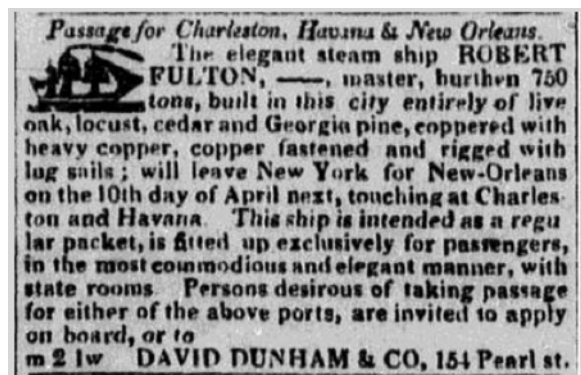 Passage for Charleston, Havana & New Orleans.
The elegant steam ship ROBERT
FULTON, ——, master, burthen 750
tons, built in this city entirely of live
oak, locust, cedar and Georgia pine, coppered with
heavy copper, copper fastened and rigged with
lug sails; will leave New York for New-Orleans
on the 10th day of April next, touching at Charles
ton and Havana. This ship is intended as a regu
lar packet, is fitted up exclusively for passengers,
in the most commodious and elegant manner, with
state rooms. Persons desirous of taking passage
for either of the above ports, are invited to apply
on board, or to
m 2 1w DAVID DUNHAM & CO, 154 Pearl st.